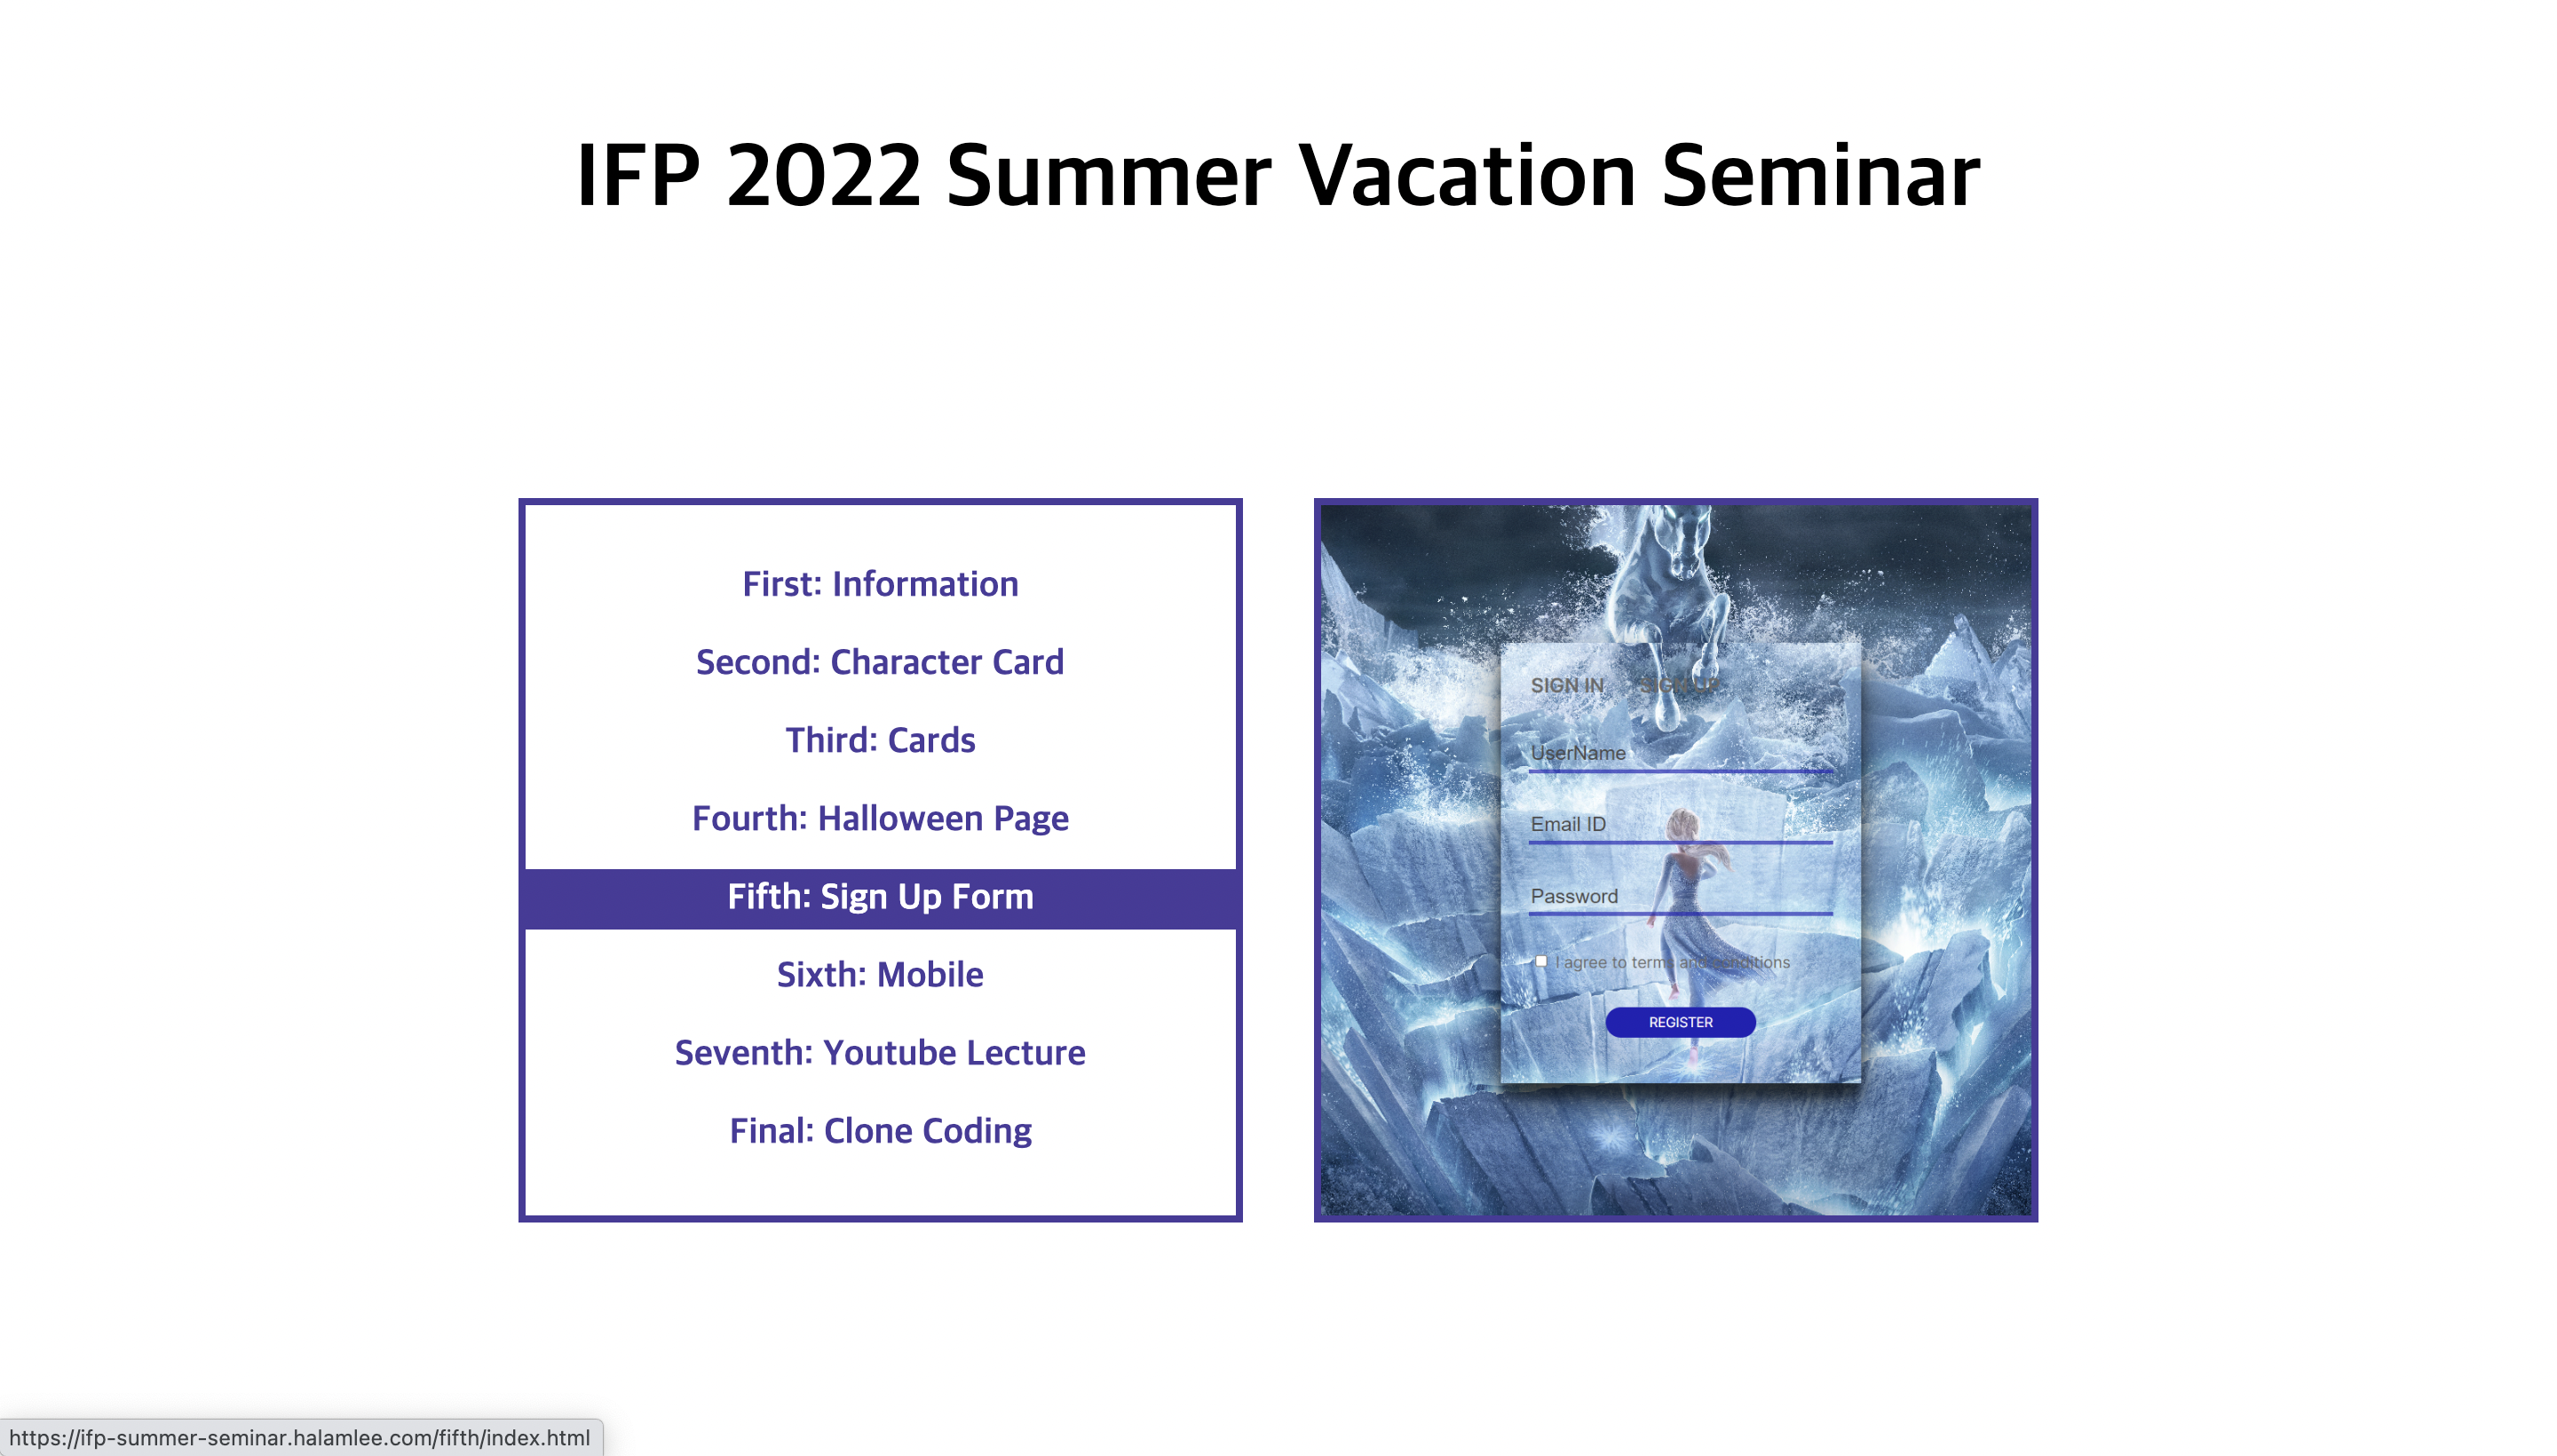 IFP 2022 Summer Vacation Seminar
First: Information
Second: Character Card
Third: Cards
Fourth: Halloween Page
Fifth: Sign Up Form
Sixth: Mobile
Seventh: Youtube Lecture
Final: Clone Coding
SIGN IN SIGN UP
UserName
Email ID
Password
I agree to terms and conditions
REGISTER
https://ifp-summer-seminar.halamlee.com/fifth/index.html